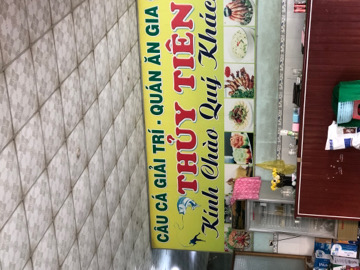 CÂU CÁ GIẢI TRÍ - QUÁN ĂN GIA
THỦY TIÊN
Kính Chào Quý Khách